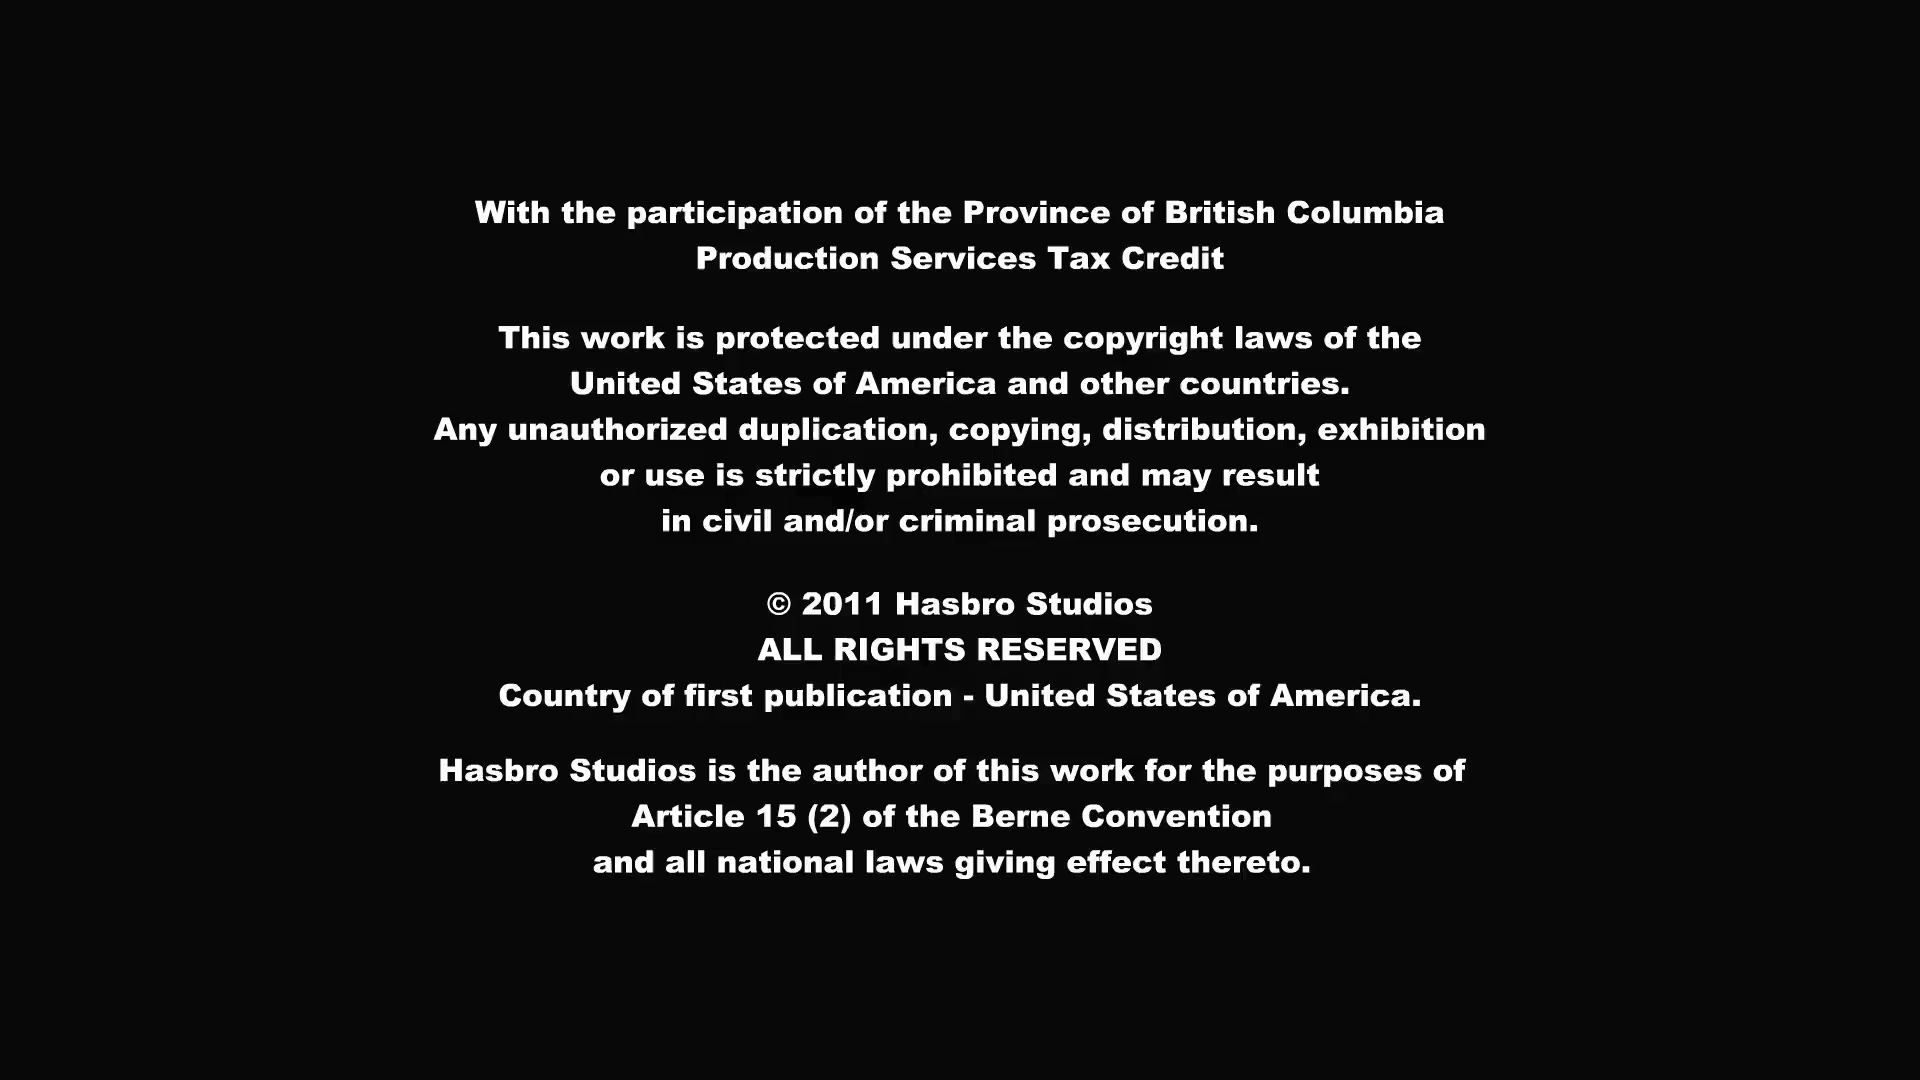 With the participation of the Province of British Columbia
Production Services Tax Credit
This work is protected under the copyright laws of the
United States of America and other countries.
Any unauthorized duplication, copying, distribution, exhibition
or use is strictly prohibited and may result
in civil and/or criminal prosecution.
© 2011 Hasbro Studios
ALL RIGHTS RESERVED
Country of first publication - United States of America.
Hasbro Studios is the author of this work for the purposes of
Article 15 (2) of the Berne Convention
and all national laws giving effect thereto.